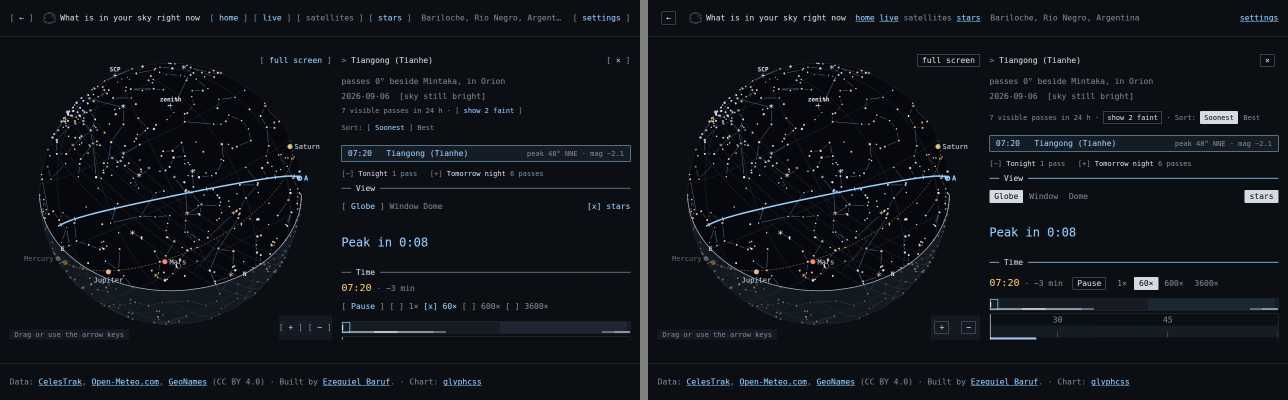 [ ← ] What is in your sky right now [ home ] [ live ] [ satellites ] [ stars ] Bariloche, Rio Negro, Argent… [ settings ]
[ full screen ] > Tiangong (Tianhe) [ × ]
SCP
passes 0° beside Mintaka, in Orion
2026-09-06 [sky still bright]
zenith
7 visible passes in 24 h · [ show 2 faint ]
Sort: [ Soonest ] Best
Saturn
07:20 Tiangong (Tianhe) peak 48° NNE · mag ~2.1
[−] Tonight 1 pass [+] Tomorrow night 6 passes
A
View
[ Globe ] Window Dome [x] stars
Peak in 0:08
E
Mercury
Mars
Jupiter
N
Time
07:20 · −3 min
[ Pause ] [ ] 1× [x] 60× [ ] 600× [ ] 3600×
[ + ] [ − ]
Drag or use the arrow keys
Data: CelesTrak, Open-Meteo.com, GeoNames (CC BY 4.0) · Built by Ezequiel Baruf. · Chart: glyphcss
← What is in your sky right now home live satellites stars Bariloche, Rio Negro, Argentina settings
full screen > Tiangong (Tianhe) ×
SCP
passes 0° beside Mintaka, in Orion
2026-09-06 [sky still bright]
zenith
7 visible passes in 24 h · show 2 faint · Sort: Soonest Best
Saturn
07:20 Tiangong (Tianhe) peak 48° NNE · mag ~2.1
[−] Tonight 1 pass [+] Tomorrow night 6 passes
A
View
Globe Window Dome stars
Peak in 0:08
E
Mercury
Mars
Jupiter
N
Time
07:20 · −3 min Pause 1× 60× 600× 3600×
30 45
+ −
Drag or use the arrow keys
Data: CelesTrak, Open-Meteo.com, GeoNames (CC BY 4.0) · Built by Ezequiel Baruf. · Chart: glyphcss